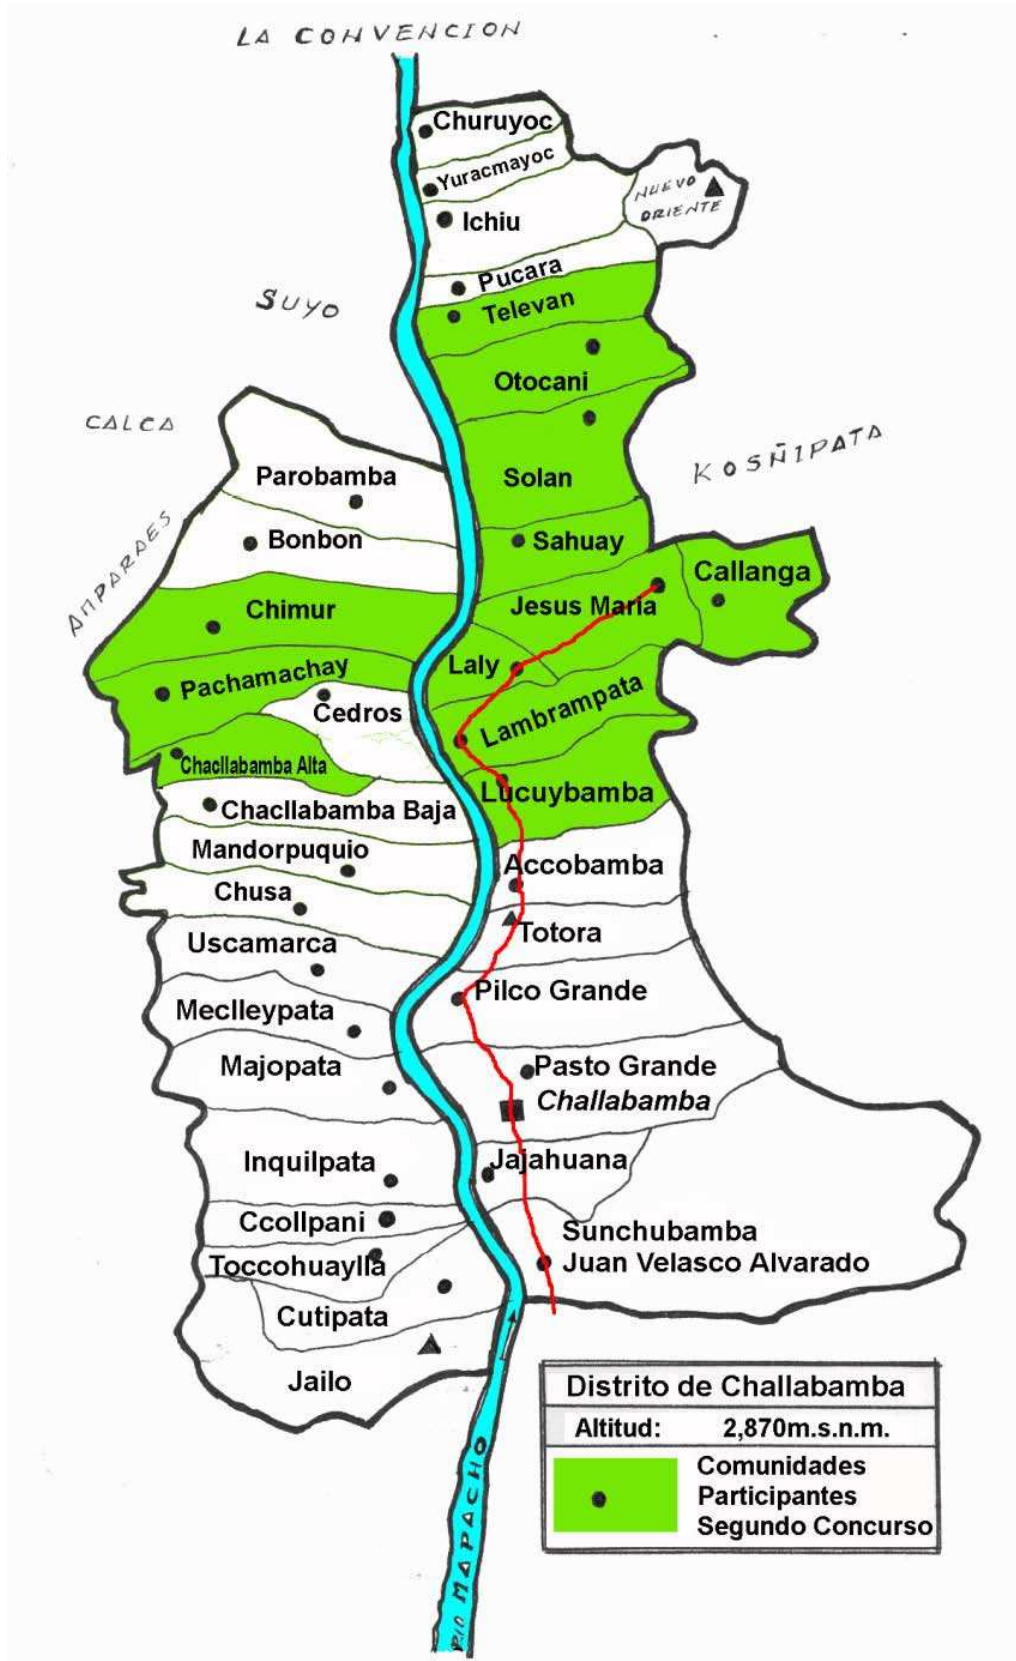 LA CONVENCION
Churuyoc
Yuracmayoc
NUEVO
ORIENTE
Ichiu
Pucara
SUYO
Televan
Otocani
CALCA
KOSÑIPATA
Parobamba
Solan
AMPARAES
Bonbon
Sahuay
Callanga
Chimur
Jesus Maria
Laly
Pachamachay
Cedros
Lambrampata
Chacllabamba Alta
Lucuybamba
Chacllabamba Baja
Mandorpuquio
Accobamba
Chusa
Totora
Uscamarca
Pilco Grande
Meclleypata
Majopata
Pasto Grande
Challabamba
Inquilpata
Jajahuana
Ccollpani
Sunchubamba
Toccohuaylla
Juan Velasco Alvarado
Cutipata
Jailo
RIO MAPACHO
Distrito de Challabamba
Altitud: 2,870m.s.n.m.
Comunidades
Participantes
Segundo Concurso